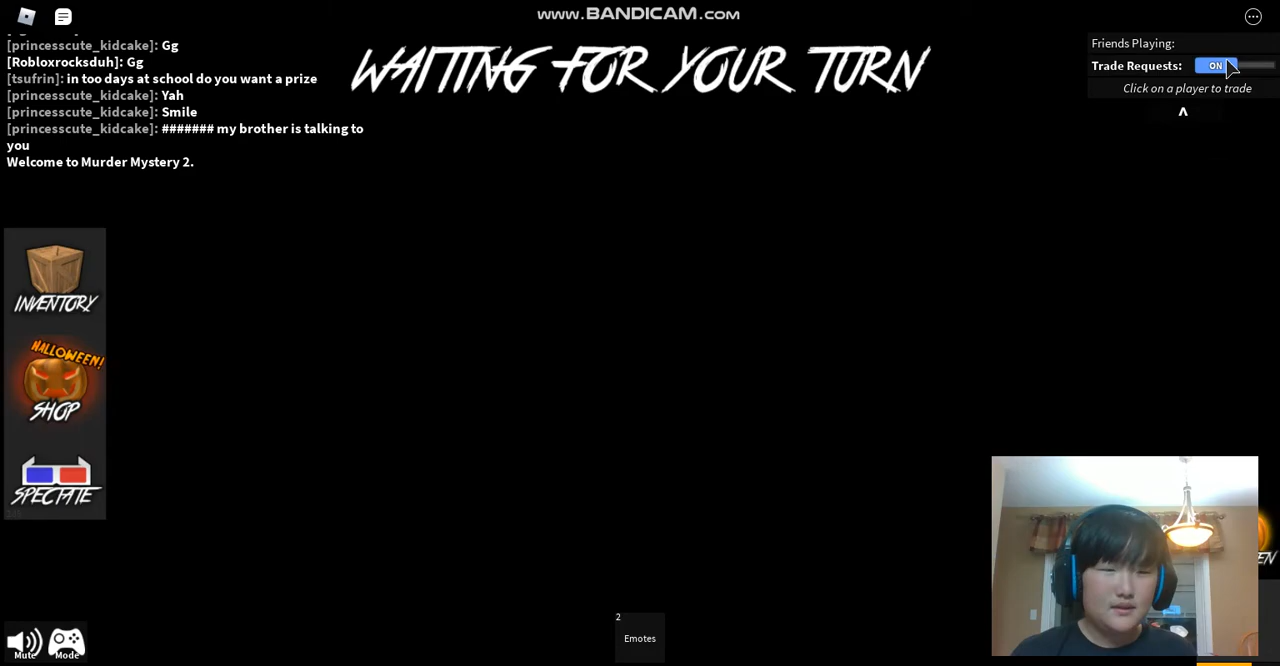 www.BANDICAM.com
[princesscute_kidcake]: Gg
[Robloxrocksduh]: Gg
[tsufrin]: in too days at school do you want a prize
[princesscute_kidcake]: Yah
[princesscute_kidcake]: Smile
[princesscute_kidcake]: ####### my brother is talking to
you
Welcome to Murder Mystery 2.
WAITING FOR YOUR TURN
Friends Playing:
Trade Requests: ON
Click on a player to trade
INVENTORY
HALLOWEEN!
SHOP
SPECTATE
Mute
Mode
2
Emotes